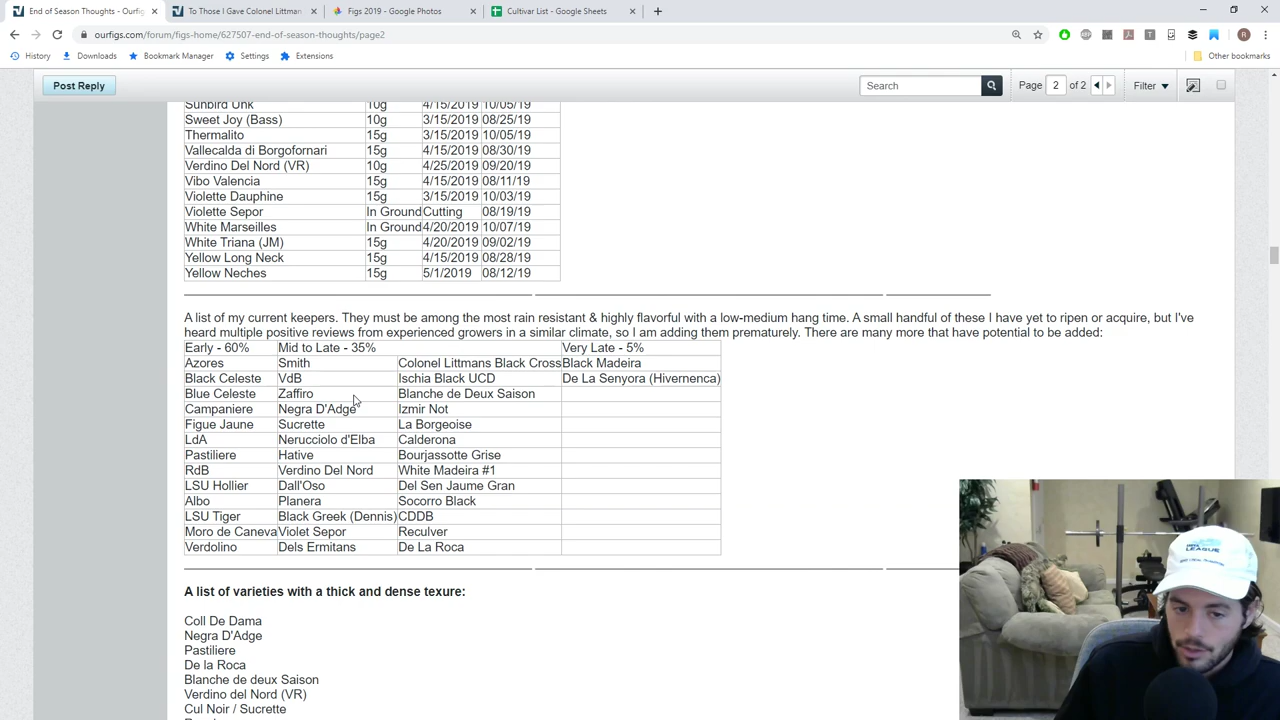 End of Season Thoughts - Ourfig
To Those I Gave Colonel Littman
Figs 2019 - Google Photos
Cultivar List - Google Sheets
ourfigs.com/forum/figs-home/627507-end-of-season-thoughts/page2
History Downloads Bookmark Manager Settings Extensions Other bookmarks
Post Reply Search Page 2 of 2 Filter
Sunbird Unk 10g 4/15/2019 10/05/19
Sweet Joy (Bass) 10g 3/15/2019 08/25/19
Thermalito 15g 3/15/2019 10/05/19
Vallecalda di Borgofornari 15g 4/15/2019 08/30/19
Verdino Del Nord (VR) 10g 4/25/2019 09/20/19
Vibo Valencia 15g 4/15/2019 08/11/19
Violette Dauphine 15g 3/15/2019 10/03/19
Violette Sepor In Ground Cutting 08/19/19
White Marseilles In Ground 4/20/2019 10/07/19
White Triana (JM) 15g 4/20/2019 09/02/19
Yellow Long Neck 15g 4/15/2019 08/28/19
Yellow Neches 15g 5/1/2019 08/12/19
A list of my current keepers. They must be among the most rain resistant & highly flavorful with a low-medium hang time. A small handful of these I have yet to ripen or acquire, but I've
heard multiple positive reviews from experienced growers in a similar climate, so I am adding them prematurely. There are many more that have potential to be added:
Early - 60% Mid to Late - 35% Very Late - 5%
Azores Smith Colonel Littmans Black Cross Black Madeira
Black Celeste VdB Ischia Black UCD De La Senyora (Hivernenca)
Blue Celeste Zaffiro Blanche de Deux Saison
Campaniere Negra D'Adge Izmir Not
Figue Jaune Sucrette La Borgeoise
LdA Nerucciolo d'Elba Calderona
Pastiliere Hative Bourjassotte Grise
RdB Verdino Del Nord White Madeira #1
LSU Hollier Dall'Oso Del Sen Jaume Gran
Albo Planera Socorro Black
LSU Tiger Black Greek (Dennis) CDDB
Moro de Caneva Violet Sepor Reculver
Verdolino Dels Ermitans De La Roca
A list of varieties with a thick and dense texure:
Coll De Dama
Negra D'Adge
Pastiliere
De la Roca
Blanche de deux Saison
Verdino del Nord (VR)
Cul Noir / Sucrette
LEAGUE